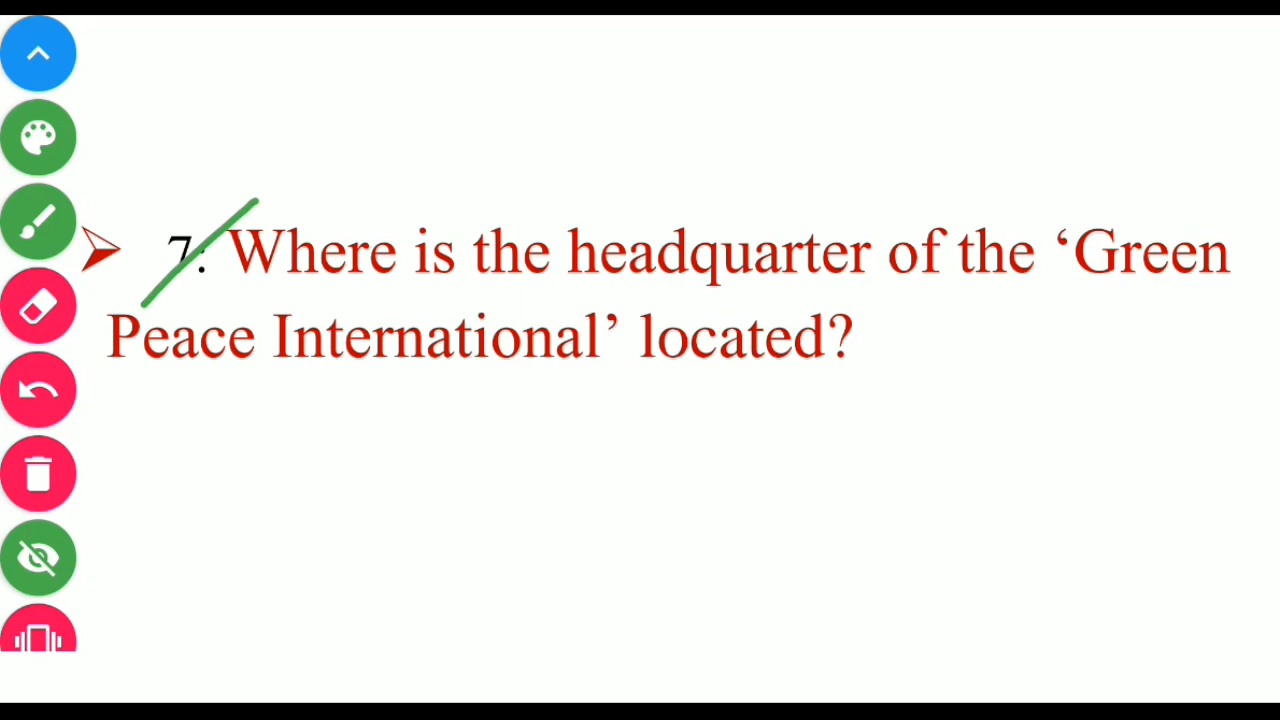 7. Where is the headquarter of the ‘Green
Peace International’ located?